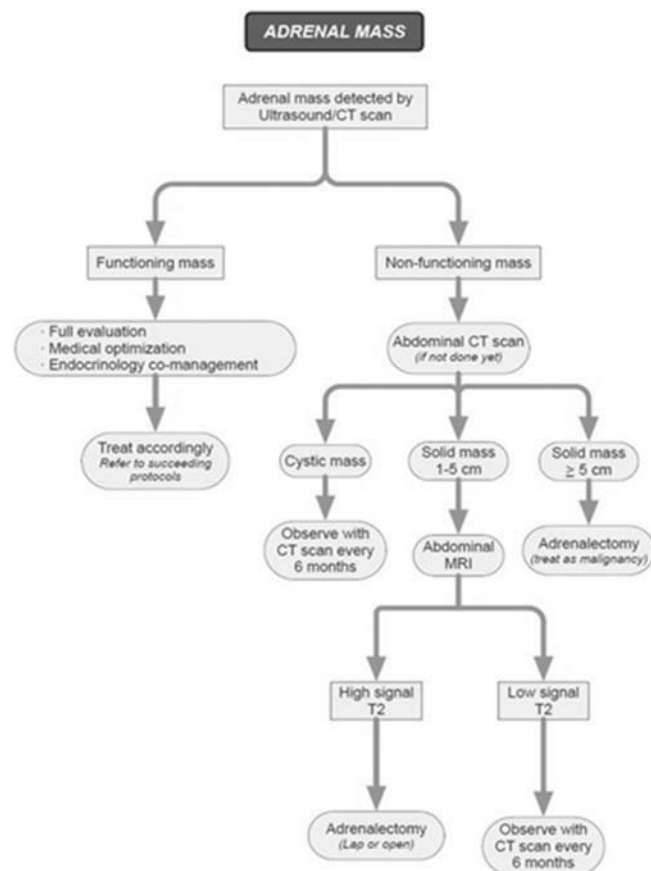 ADRENAL MASS
Adrenal mass detected by
Ultrasound/CT scan
Functioning mass
Non-functioning mass
· Full evaluation
· Medical optimization
· Endocrinology co-management
Abdominal CT scan
(if not done yet)
Treat accordingly
Refer to succeeding
protocols
Cystic mass
Solid mass
1-5 cm
Solid mass
≥ 5 cm
Observe with
CT scan every
6 months
Abdominal
MRI
Adrenalectomy
(treat as malignancy)
High signal
T2
Low signal
T2
Adrenalectomy
(Lap or open)
Observe with
CT scan every
6 months